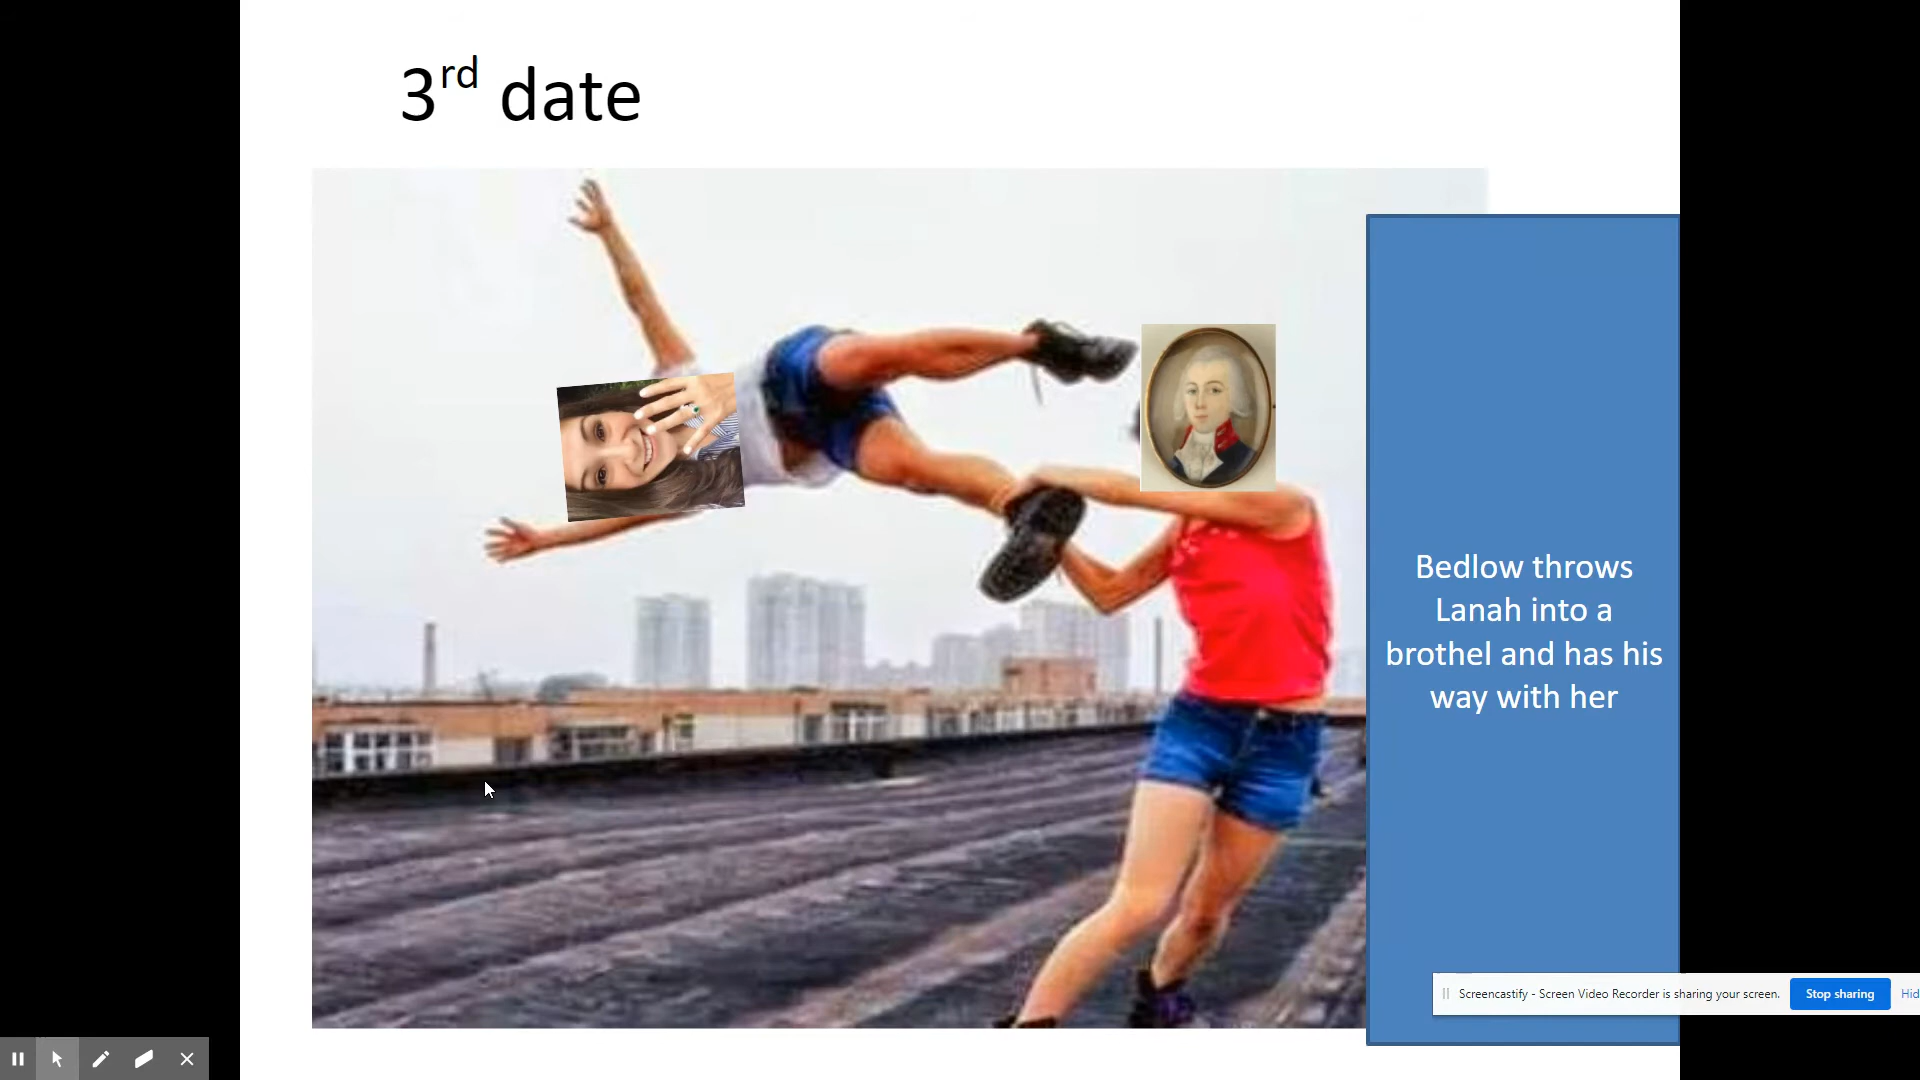 3rd date
Bedlow throws
Lanah into a
brothel and has his
way with her
Screencastify - Screen Video Recorder is sharing your screen.
Stop sharing
Hid